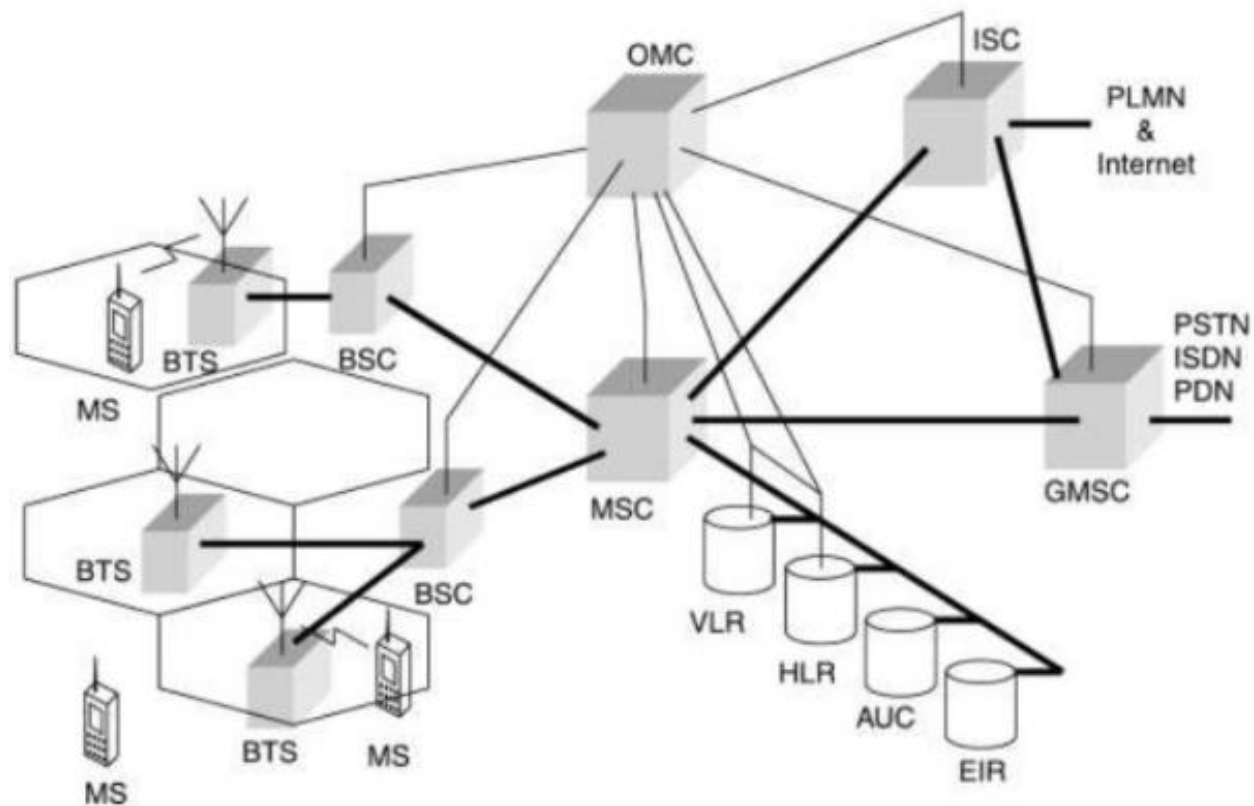 OMC
ISC
PLMN
&
Internet
BTS
BSC
MS
PSTN
ISDN
PDN
MSC
GMSC
BTS
BSC
VLR
HLR
AUC
EIR
BTS
MS
MS